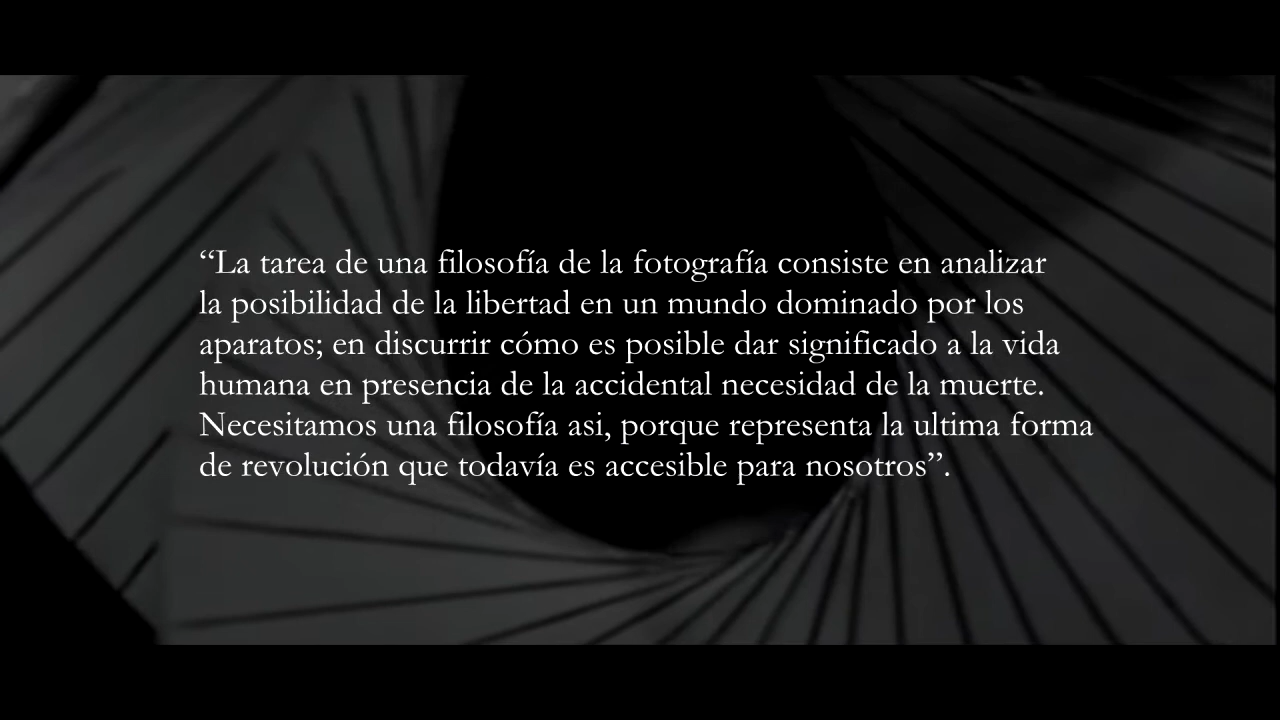 “La tarea de una filosofía de la fotografía consiste en analizar
la posibilidad de la libertad en un mundo dominado por los
aparatos; en discurrir cómo es posible dar significado a la vida
humana en presencia de la accidental necesidad de la muerte.
Necesitamos una filosofía asi, porque representa la ultima forma
de revolución que todavía es accesible para nosotros”.